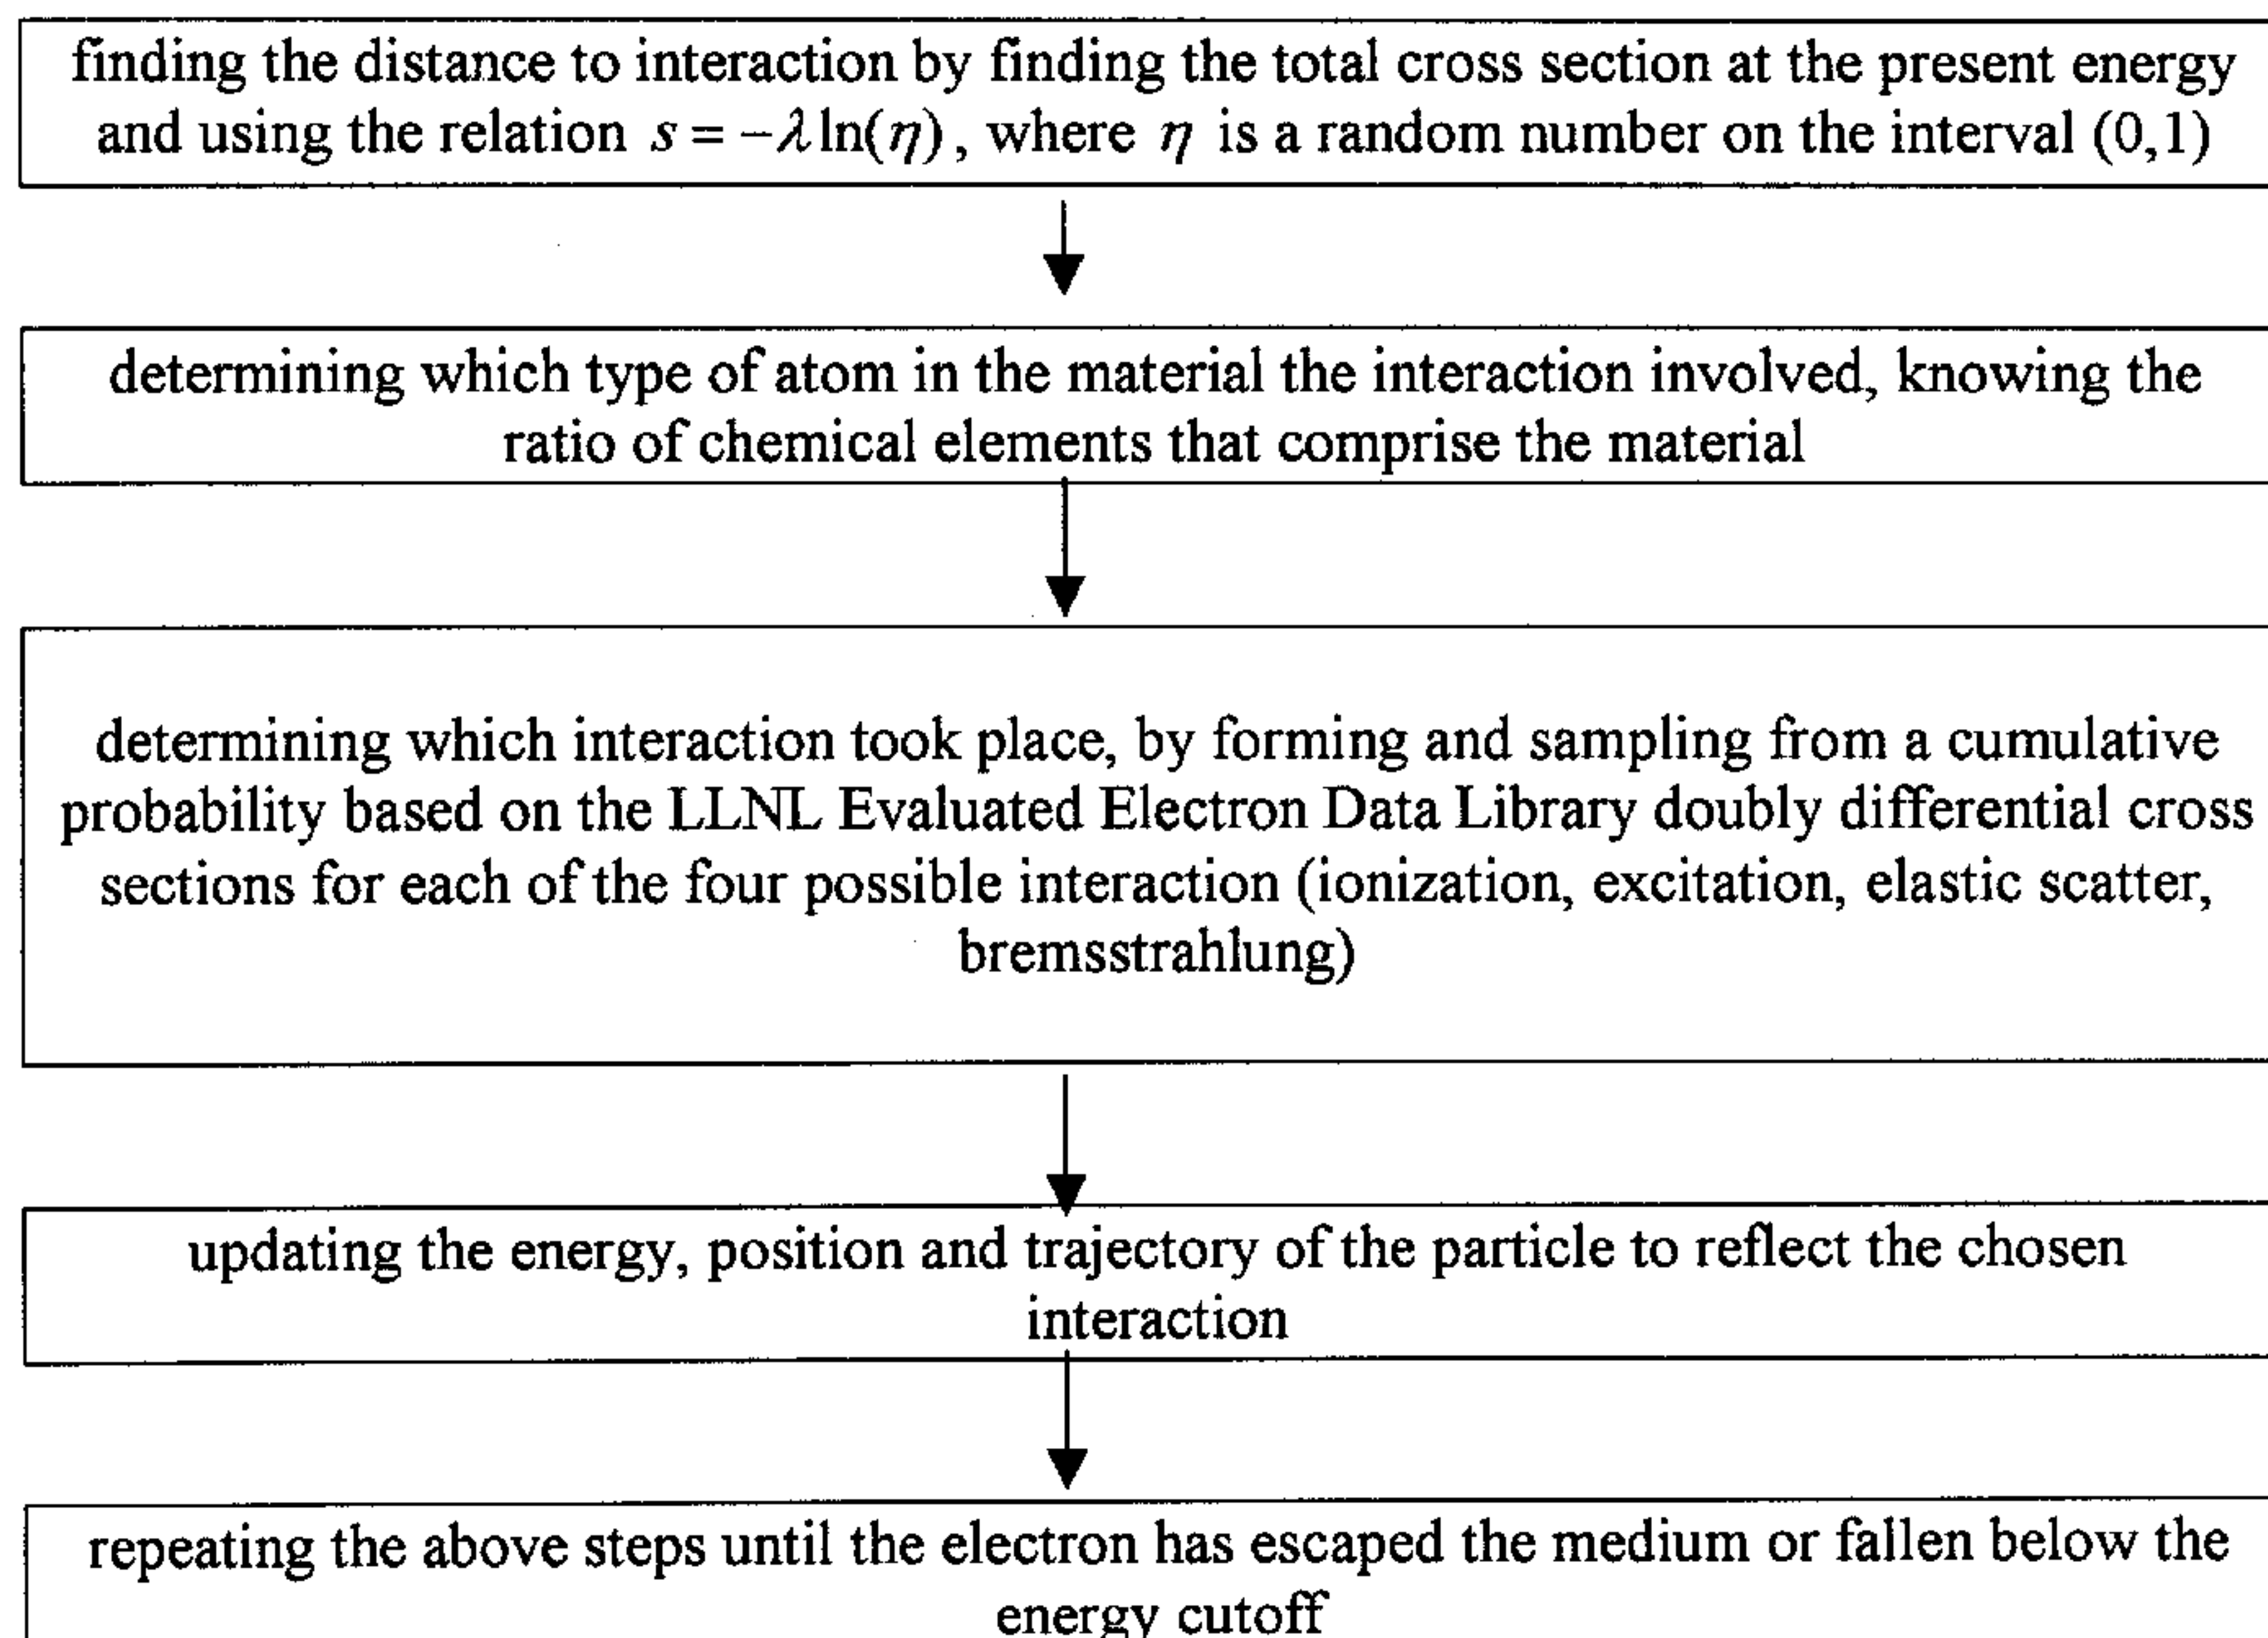 finding the distance to interaction by finding the total cross section at the present energy
and using the relation s = −λ ln(η), where η is a random number on the interval (0,1)
determining which type of atom in the material the interaction involved, knowing the
ratio of chemical elements that comprise the material
determining which interaction took place, by forming and sampling from a cumulative
probability based on the LLNL Evaluated Electron Data Library doubly differential cross
sections for each of the four possible interaction (ionization, excitation, elastic scatter,
bremsstrahlung)
updating the energy, position and trajectory of the particle to reflect the chosen
interaction
repeating the above steps until the electron has escaped the medium or fallen below the
energy cutoff